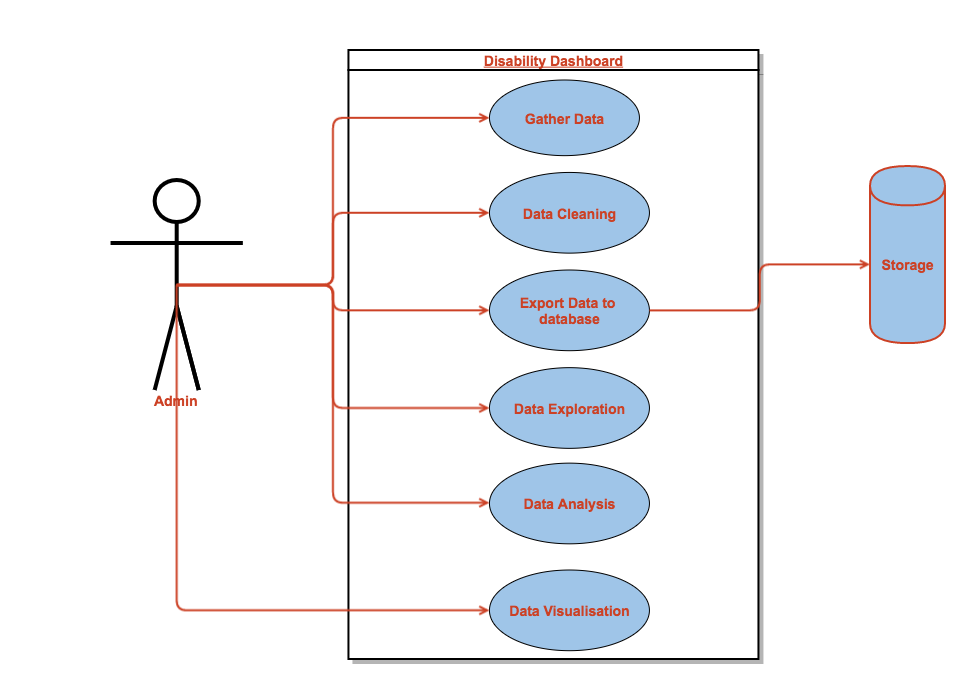 Disability Dashboard
Gather Data
Data Cleaning
Export Data to
database
Storage
Data Exploration
Admin
Data Analysis
Data Visualisation